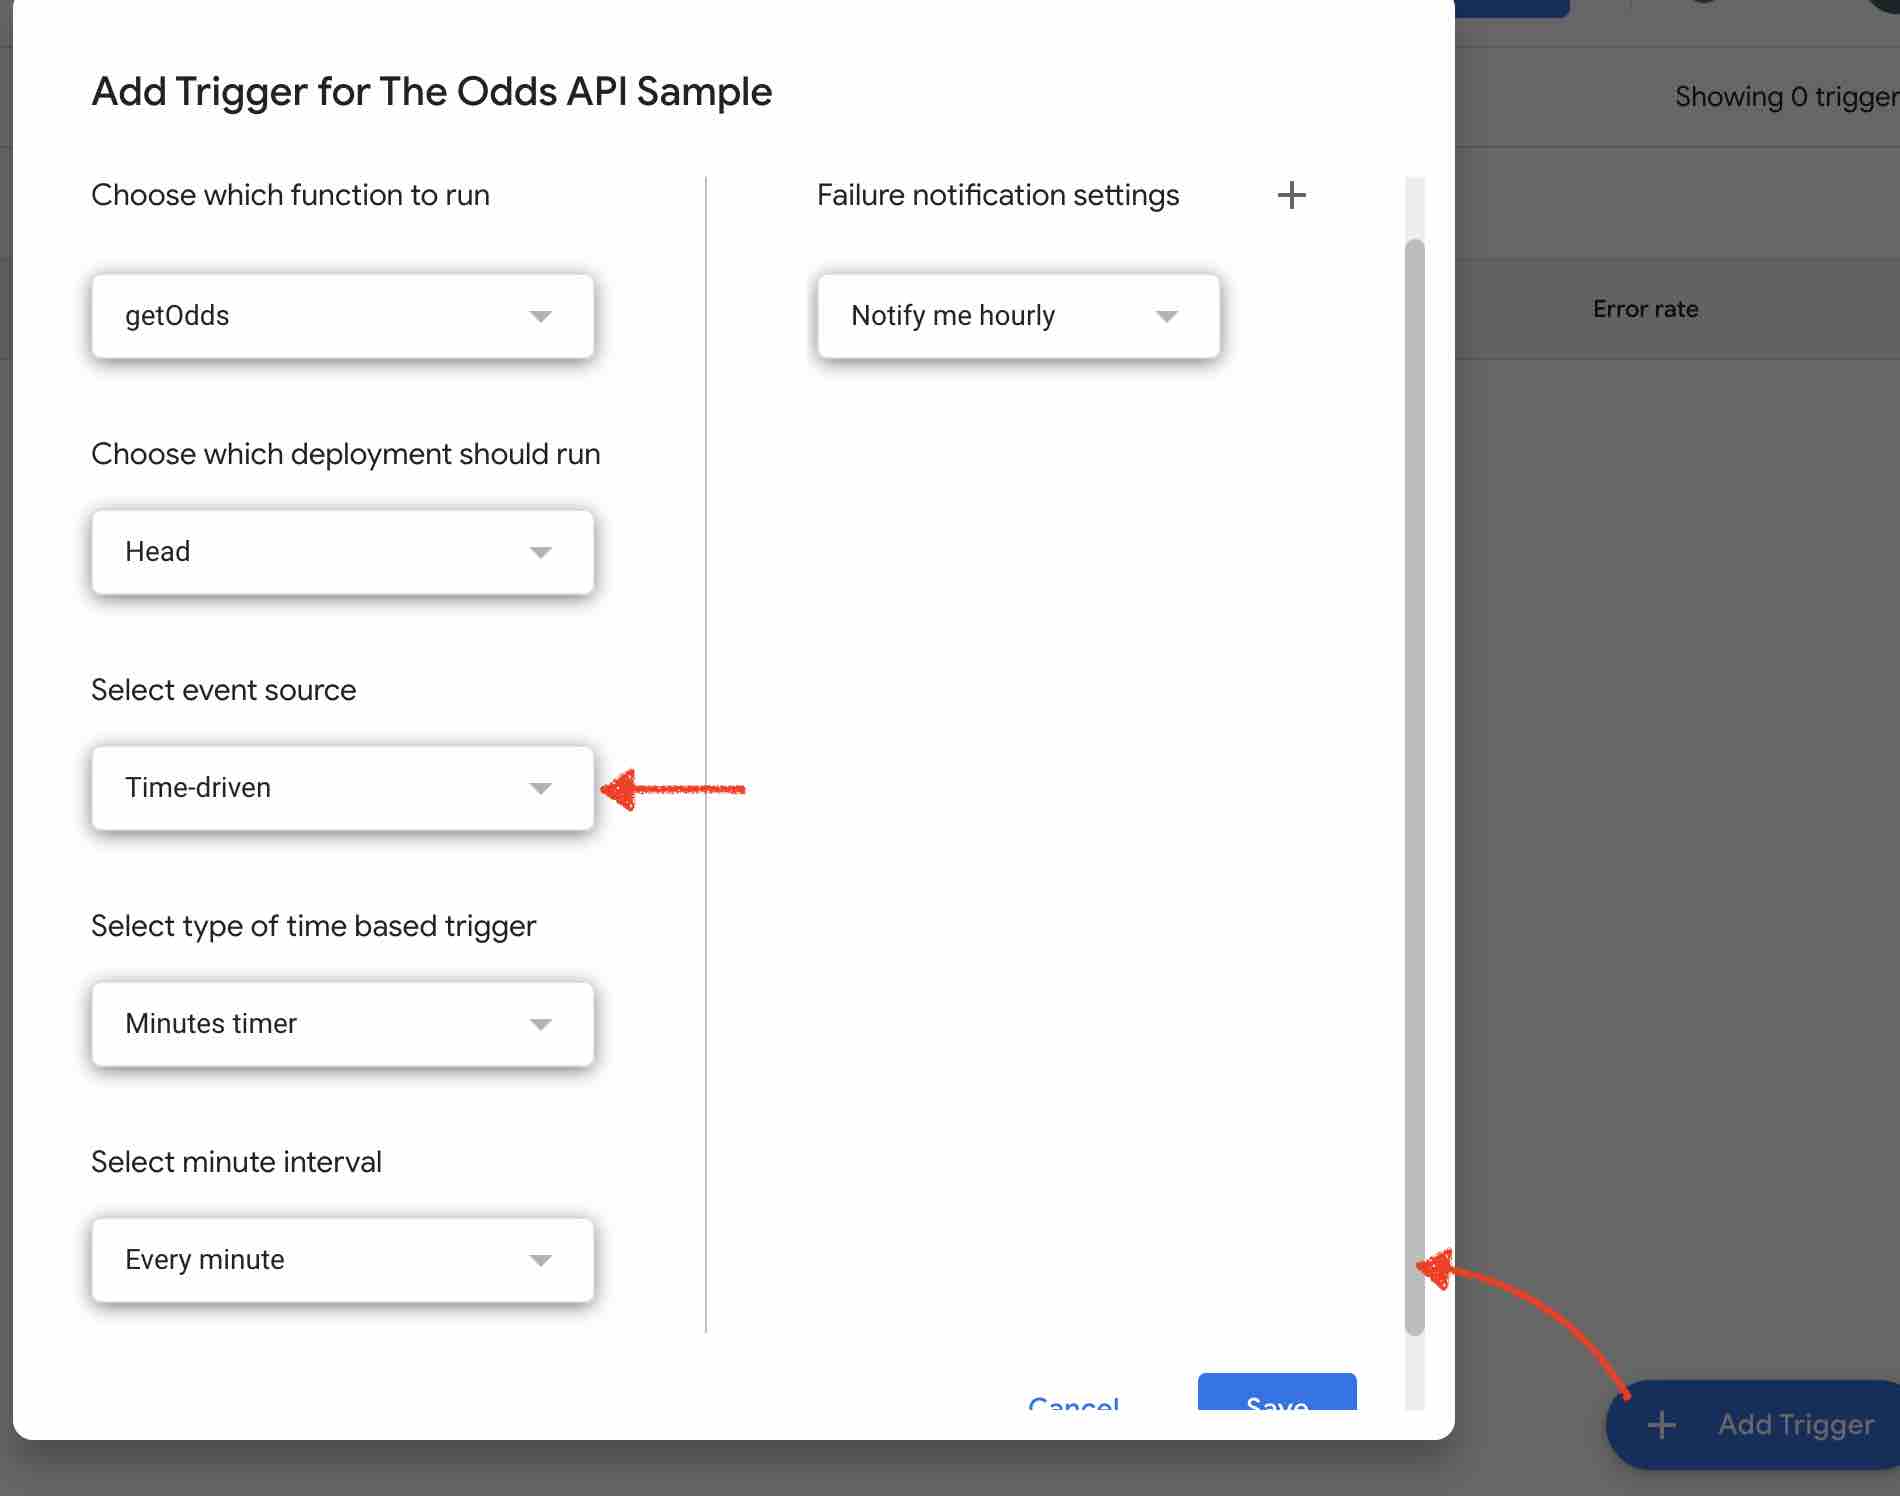 Add Trigger for The Odds API Sample
Showing 0 trigger
Choose which function to run
Failure notification settings
getOdds
Notify me hourly
Error rate
Choose which deployment should run
Head
Select event source
Time-driven
Select type of time based trigger
Minutes timer
Select minute interval
Every minute
Cancel
Save
Add Trigger